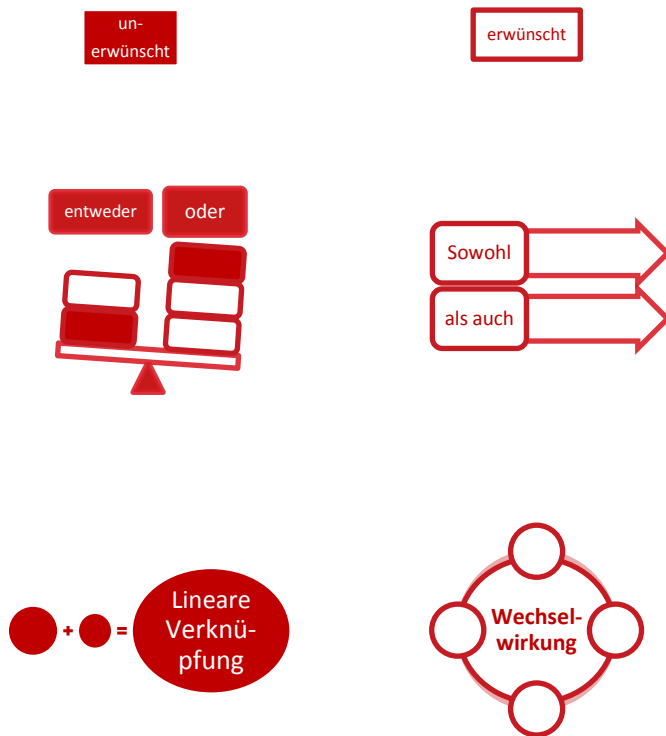 un-
erwünscht
erwünscht
entweder
oder
Sowohl
als auch
+ =
Lineare
Verknü-
pfung
Wechsel-
wirkung